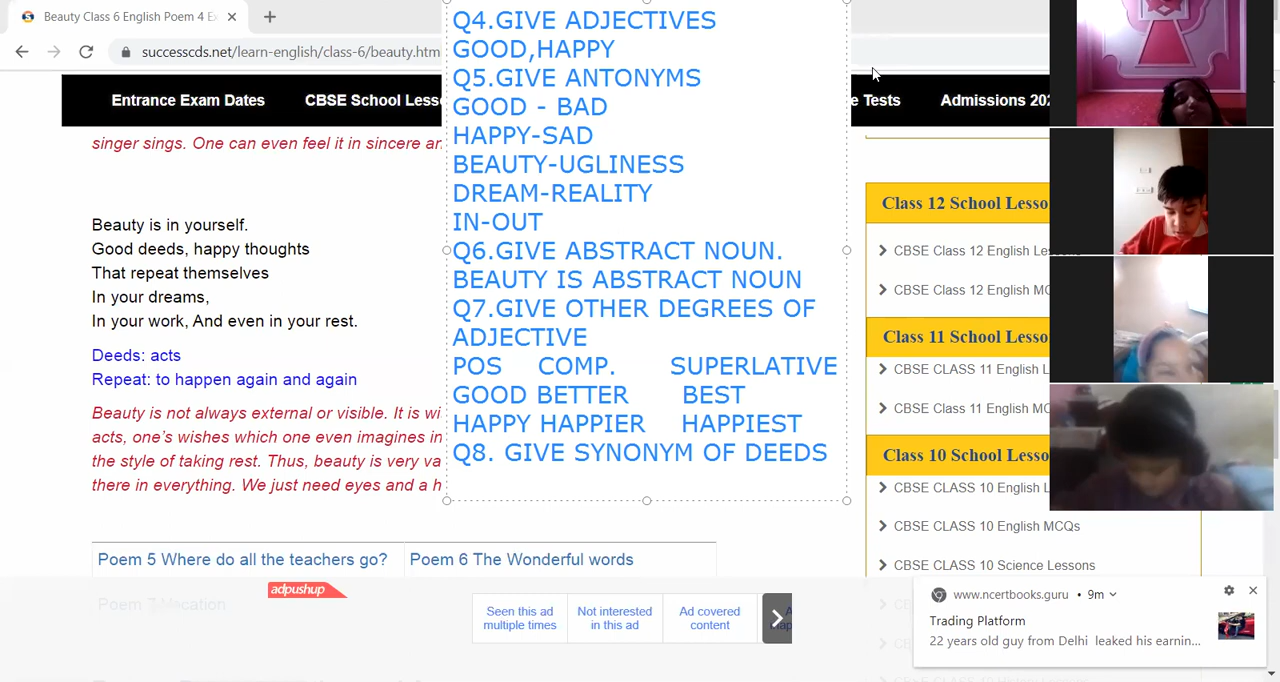 Beauty Class 6 English Poem 4 E
successcds.net/learn-english/class-6/beauty.htm
Entrance Exam Dates
CBSE School Less
e Tests
Admissions 202
singer sings. One can even feel it in sincere ar
Beauty is in yourself.
Good deeds, happy thoughts
That repeat themselves
In your dreams,
In your work, And even in your rest.
Deeds: acts
Repeat: to happen again and again
Beauty is not always external or visible. It is wi
acts, one's wishes which one even imagines in
the style of taking rest. Thus, beauty is very va
there in everything. We just need eyes and a h
Poem 5 Where do all the teachers go?
Poem 6 The Wonderful words
Poem 7 Vacation
adpushup
Q4.GIVE ADJECTIVES
GOOD,HAPPY
Q5.GIVE ANTONYMS
GOOD - BAD
HAPPY-SAD
BEAUTY-UGLINESS
DREAM-REALITY
IN-OUT
Q6.GIVE ABSTRACT NOUN.
BEAUTY IS ABSTRACT NOUN
Q7.GIVE OTHER DEGREES OF
ADJECTIVE
POS COMP. SUPERLATIVE
GOOD BETTER BEST
HAPPY HAPPIER HAPPIEST
Q8. GIVE SYNONYM OF DEEDS
Seen this ad
multiple times
Not interested
in this ad
Ad covered
content
Class 12 School Lesso
CBSE Class 12 English Le
CBSE Class 12 English MC
Class 11 School Lesso
CBSE CLASS 11 English L
CBSE Class 11 English MC
Class 10 School Lesso
CBSE CLASS 10 English L
CBSE CLASS 10 English MCQs
CBSE CLASS 10 Science Lessons
www.ncertbooks.guru • 9m
Trading Platform
22 years old guy from Delhi leaked his earnin...